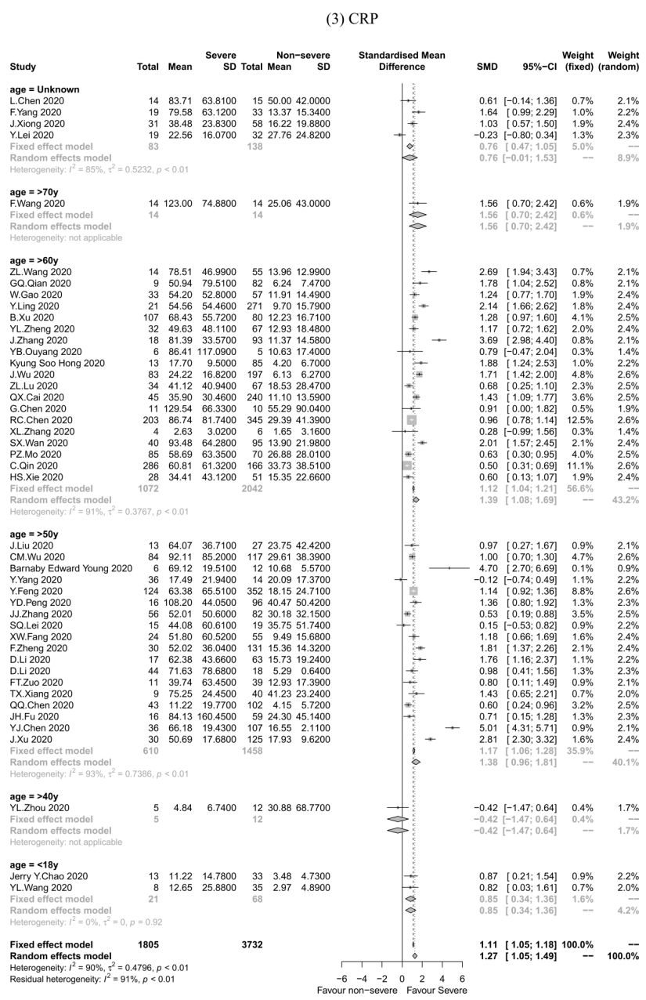 (3) CRP
Severe Non−severe Standardised Mean Weight Weight
Study Total Mean SD Total Mean SD Difference SMD 95%−CI (fixed) (random)
age = Unknown
L.Chen 2020 14 83.71 63.8100 15 50.00 42.0000 0.61 [−0.14; 1.36] 0.7% 2.1%
F.Yang 2020 19 79.58 63.1200 33 13.37 15.3400 1.64 [ 0.99; 2.29] 1.0% 2.2%
J.Xiong 2020 31 38.48 23.8300 58 16.22 19.8800 1.03 [ 0.57; 1.50] 1.9% 2.4%
Y.Lei 2020 19 22.56 16.0700 32 27.76 24.8200 −0.23 [−0.80; 0.34] 1.3% 2.3%
Fixed effect model 83 138 0.76 [ 0.47; 1.05] 5.0% −−
Random effects model 0.76 [−0.01; 1.53] −− 8.9%
Heterogeneity: I² = 85%, τ² = 0.5232, p < 0.01
age = >70y
F.Wang 2020 14 123.00 74.8800 14 25.06 43.0000 1.56 [ 0.70; 2.42] 0.6% 1.9%
Fixed effect model 14 14 1.56 [ 0.70; 2.42] 0.6% −−
Random effects model 1.56 [ 0.70; 2.42] −− 1.9%
Heterogeneity: not applicable
age = >60y
ZL.Wang 2020 14 78.51 46.9900 55 13.96 12.9900 2.69 [ 1.94; 3.43] 0.7% 2.1%
GQ.Qian 2020 9 50.94 79.5100 82 6.24 7.4700 1.78 [ 1.04; 2.52] 0.8% 2.1%
W.Gao 2020 33 54.20 52.8000 57 11.91 14.4900 1.24 [ 0.77; 1.70] 1.9% 2.4%
Y.Ling 2020 21 54.56 54.4600 271 9.70 15.7900 2.14 [ 1.66; 2.62] 1.8% 2.4%
B.Xu 2020 107 68.43 55.7200 80 12.23 16.7100 1.28 [ 0.97; 1.60] 4.1% 2.5%
YL.Zheng 2020 32 49.63 48.1100 67 12.93 18.4800 1.17 [ 0.72; 1.62] 2.0% 2.4%
J.Zhang 2020 18 81.39 33.5700 93 11.37 14.5800 3.69 [ 2.98; 4.40] 0.8% 2.1%
YB.Ouyang 2020 6 86.41 117.0900 5 10.63 17.4000 0.79 [−0.47; 2.04] 0.3% 1.4%
Kyung Soo Hong 2020 13 17.70 9.5000 85 4.20 6.7000 1.88 [ 1.24; 2.53] 1.0% 2.2%
J.Wu 2020 83 24.22 16.8200 197 6.13 6.2700 1.71 [ 1.42; 2.00] 4.8% 2.6%
ZL.Lu 2020 34 41.12 40.9400 67 18.53 28.4700 0.68 [ 0.25; 1.10] 2.3% 2.5%
QX.Cai 2020 45 35.90 30.4600 240 11.10 13.5900 1.43 [ 1.09; 1.77] 3.6% 2.5%
G.Chen 2020 11 129.54 66.3300 10 55.29 90.0400 0.91 [ 0.00; 1.82] 0.5% 1.9%
RC.Chen 2020 203 86.74 81.7400 345 29.39 41.3900 0.96 [ 0.78; 1.14] 12.5% 2.6%
XL.Zhang 2020 4 2.63 3.0200 6 1.65 3.1600 0.28 [−0.99; 1.56] 0.3% 1.4%
SX.Wan 2020 40 93.48 64.2800 95 13.90 21.9800 2.01 [ 1.57; 2.45] 2.1% 2.4%
PZ.Mo 2020 85 58.69 63.3500 70 26.88 28.0100 0.63 [ 0.30; 0.95] 4.0% 2.5%
C.Qin 2020 286 60.81 61.3200 166 33.73 38.5100 0.50 [ 0.31; 0.69] 11.1% 2.6%
HS.Xie 2020 28 34.41 43.1200 51 15.35 22.6600 0.60 [ 0.13; 1.07] 1.9% 2.4%
Fixed effect model 1072 2042 1.12 [ 1.04; 1.21] 56.6% −−
Random effects model 1.39 [ 1.08; 1.69] −− 43.2%
Heterogeneity: I² = 91%, τ² = 0.3767, p < 0.01
age = >50y
J.Liu 2020 13 64.07 36.7100 27 23.75 42.4200 0.97 [ 0.27; 1.67] 0.9% 2.1%
CM.Wu 2020 84 92.11 85.2000 117 29.61 38.3900 1.00 [ 0.70; 1.30] 4.7% 2.6%
Barnaby Edward Young 2020 6 69.12 19.5100 12 10.68 5.5700 4.70 [ 2.70; 6.69] 0.1% 0.9%
Y.Yang 2020 36 17.49 21.9400 14 20.09 17.3700 −0.12 [−0.74; 0.49] 1.1% 2.2%
Y.Feng 2020 124 63.38 65.5100 352 18.15 24.7100 1.14 [ 0.92; 1.36] 8.8% 2.6%
YD.Peng 2020 16 108.20 44.0500 96 40.47 50.4200 1.36 [ 0.80; 1.92] 1.3% 2.3%
JJ.Zhang 2020 56 52.01 50.6000 82 30.18 32.1500 0.53 [ 0.19; 0.88] 3.5% 2.5%
SQ.Lei 2020 15 44.08 60.6100 19 35.75 51.7400 0.15 [−0.53; 0.82] 0.9% 2.2%
XW.Fang 2020 24 51.80 60.5200 55 9.49 15.6800 1.18 [ 0.66; 1.69] 1.6% 2.4%
F.Zheng 2020 30 52.02 36.0400 131 15.36 14.3200 1.81 [ 1.37; 2.26] 2.1% 2.4%
D.Li 2020 17 62.38 43.6600 63 15.73 19.2400 1.76 [ 1.16; 2.37] 1.1% 2.2%
D.Li 2020 44 71.63 78.6800 18 5.29 0.6400 0.98 [ 0.41; 1.56] 1.3% 2.3%
FT.Zuo 2020 11 39.74 63.4500 39 12.93 17.3900 0.80 [ 0.11; 1.49] 0.9% 2.2%
TX.Xiang 2020 9 75.25 24.4500 40 41.23 23.2400 1.43 [ 0.65; 2.21] 0.7% 2.0%
QQ.Chen 2020 43 11.22 19.7700 102 4.15 5.7200 0.60 [ 0.24; 0.96] 3.2% 2.5%
JH.Fu 2020 16 84.13 160.4500 59 24.30 45.1400 0.71 [ 0.15; 1.28] 1.3% 2.3%
YJ.Chen 2020 36 66.18 19.4300 107 16.55 2.1100 5.01 [ 4.31; 5.71] 0.9% 2.1%
J.Xu 2020 30 50.69 17.6800 125 17.93 9.6200 2.81 [ 2.30; 3.32] 1.6% 2.4%
Fixed effect model 610 1458 1.17 [ 1.06; 1.28] 35.9% −−
Random effects model 1.38 [ 0.96; 1.81] −− 40.1%
Heterogeneity: I² = 93%, τ² = 0.7386, p < 0.01
age = >40y
YL.Zhou 2020 5 4.84 6.7400 12 30.88 68.7700 −0.42 [−1.47; 0.64] 0.4% 1.7%
Fixed effect model 5 12 −0.42 [−1.47; 0.64] 0.4% −−
Random effects model −0.42 [−1.47; 0.64] −− 1.7%
Heterogeneity: not applicable
age = <18y
Jerry Y.Chao 2020 13 11.22 14.7800 33 3.48 4.7300 0.87 [ 0.21; 1.54] 0.9% 2.2%
YL.Wang 2020 8 12.65 25.8800 35 2.97 4.8900 0.82 [ 0.03; 1.61] 0.7% 2.0%
Fixed effect model 21 68 0.85 [ 0.34; 1.36] 1.6% −−
Random effects model 0.85 [ 0.34; 1.36] −− 4.2%
Heterogeneity: I² = 0%, τ² = 0, p = 0.92
Fixed effect model 1805 3732 1.11 [ 1.05; 1.18] 100.0% −−
Random effects model 1.27 [ 1.05; 1.49] −− 100.0%
Heterogeneity: I² = 90%, τ² = 0.4796, p < 0.01
Residual heterogeneity: I² = 91%, p < 0.01
−6 −4 −2 0 2 4 6
Favour non−severe Favour Severe